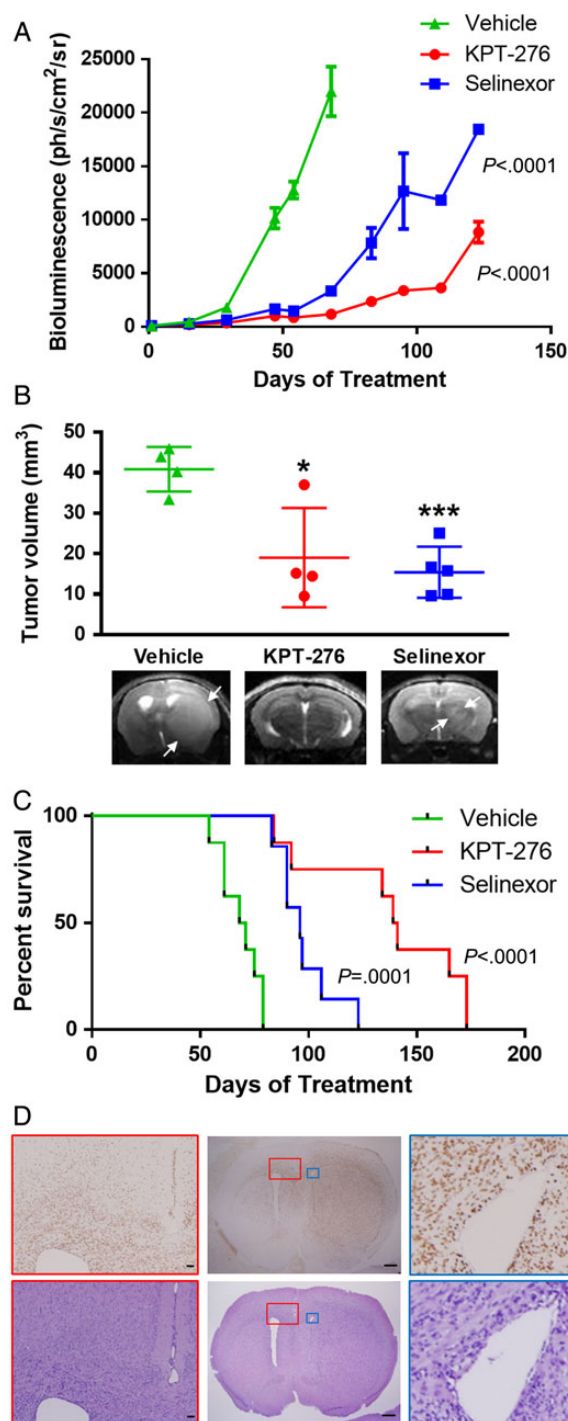 A
Vehicle
KPT-276
Selinexor
Bioluminescence (ph/s/cm²/sr)
25000
20000
15000
10000
5000
0
P<.0001
P<.0001
0 50 100 150
Days of Treatment
B
Tumor volume (mm³)
50
40
30
20
10
0
*
***
Vehicle KPT-276 Selinexor
C
Vehicle
KPT-276
Selinexor
Percent survival
100
50
0
P<.0001
P=.0001
0 50 100 150 200
Days of Treatment
D